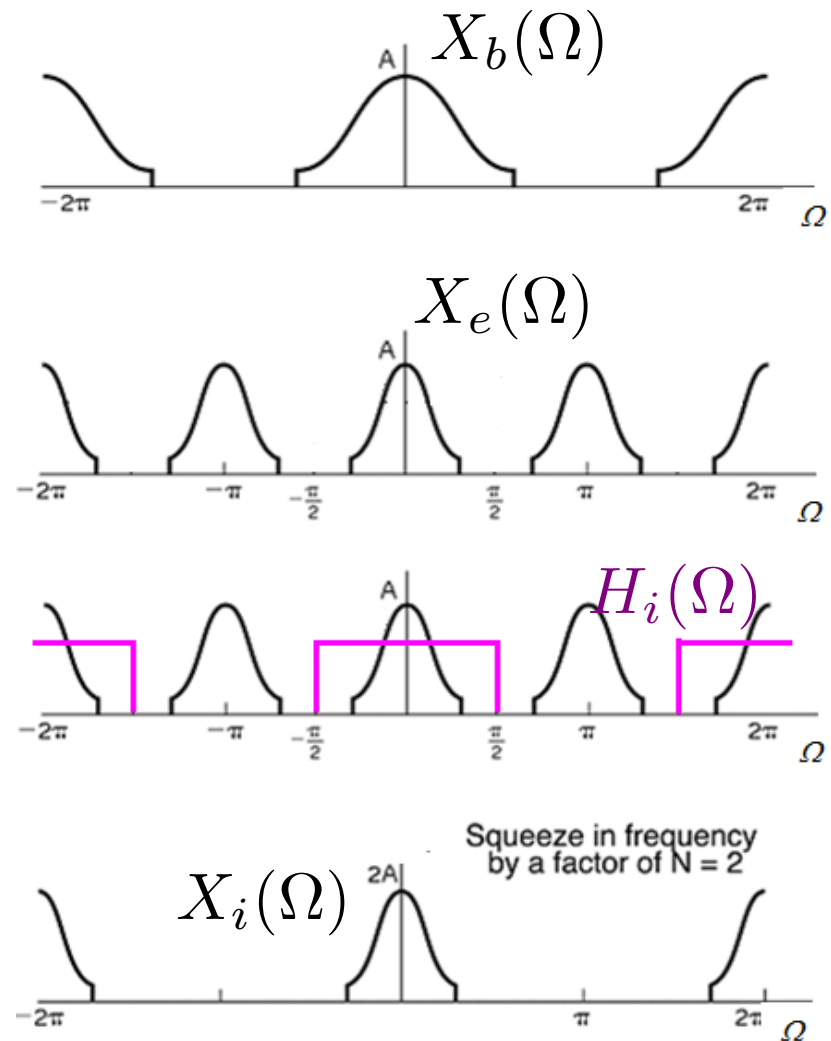 X_b(Ω)
A
−2π 2π Ω
X_e(Ω)
A
−2π −π −π/2 π/2 π 2π Ω
H_i(Ω)
A
−2π −π −π/2 π/2 π 2π Ω
Squeeze in frequency
by a factor of N = 2
X_i(Ω)
2A
−2π π 2π Ω